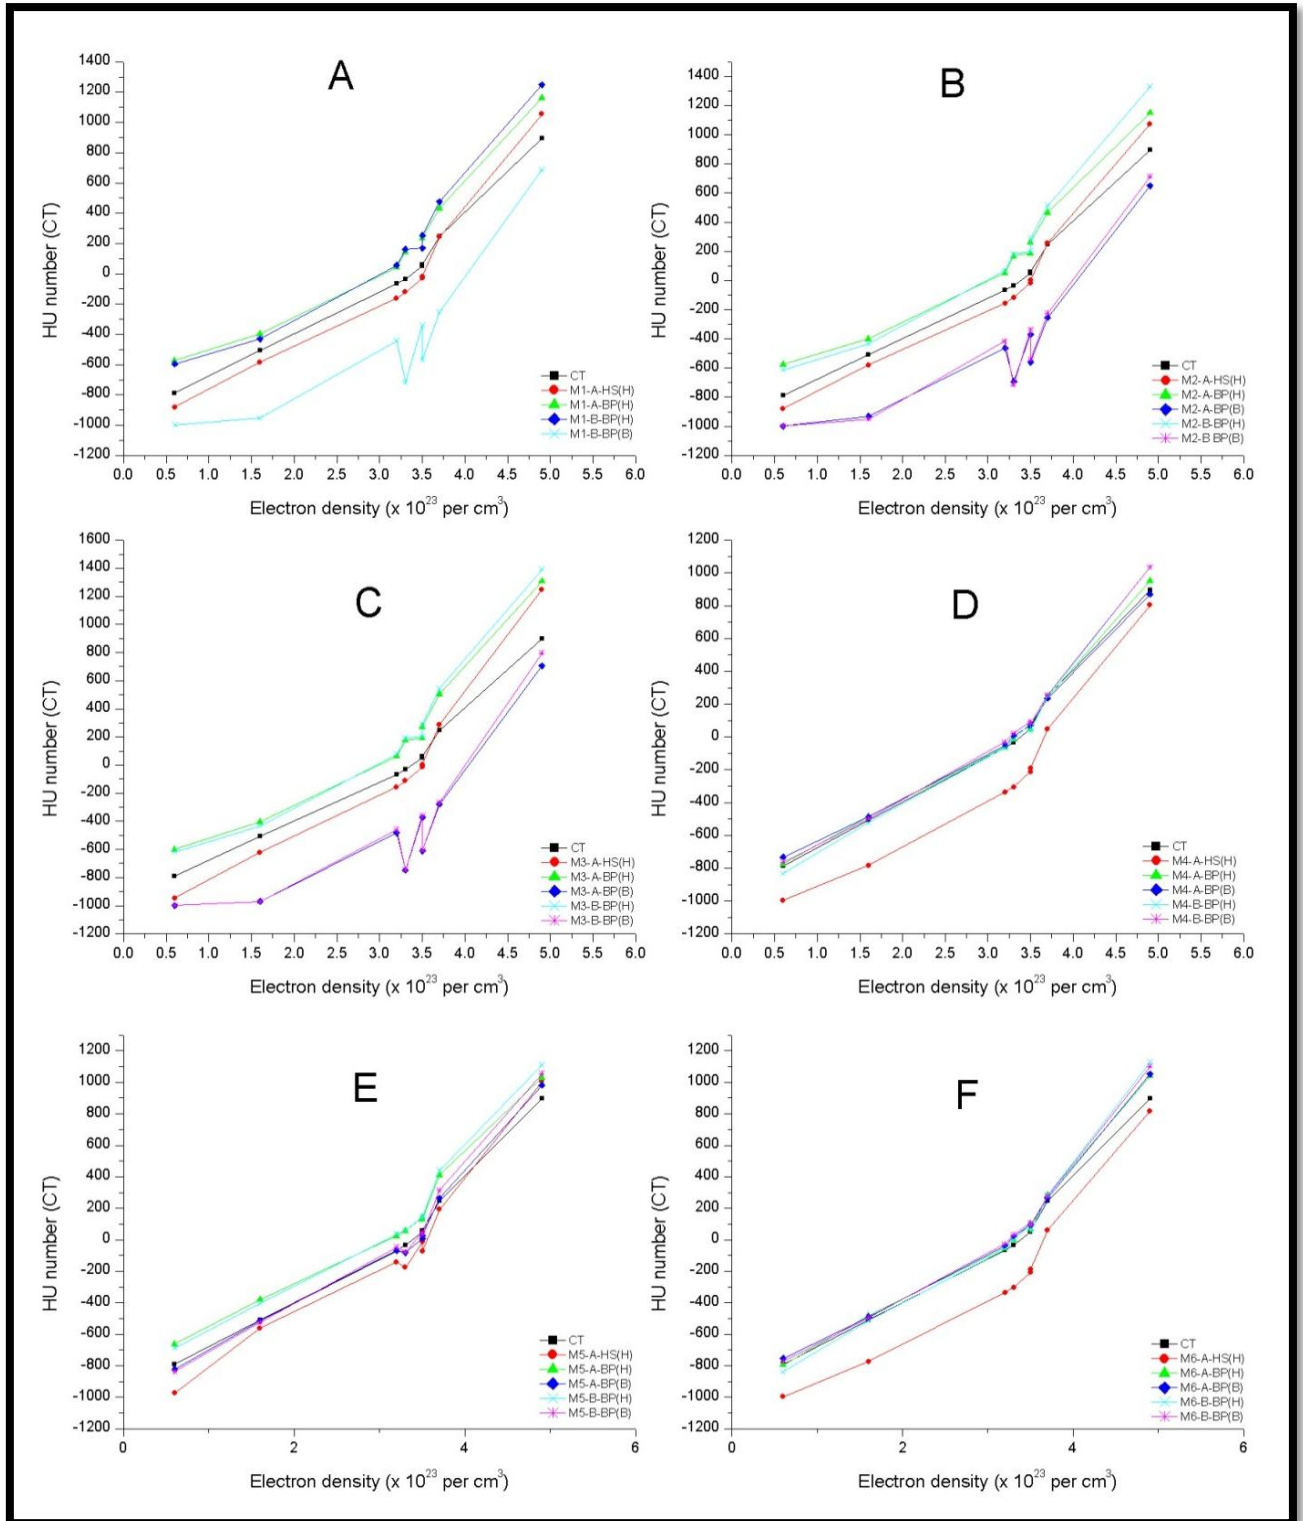 A
HU number (CT)
1400
1200
1000
800
600
400
200
0
-200
-400
-600
-800
-1000
-1200
0.0 0.5 1.0 1.5 2.0 2.5 3.0 3.5 4.0 4.5 5.0 5.5 6.0
Electron density (x 10²³ per cm³)
CT
M1-A-HS(H)
M1-A-BP(H)
M1-B-BP(H)
M1-B-BP(B)
B
HU number (CT)
1400
1200
1000
800
600
400
200
0
-200
-400
-600
-800
-1000
-1200
0.0 0.5 1.0 1.5 2.0 2.5 3.0 3.5 4.0 4.5 5.0 5.5 6.0
Electron density (x 10²³ per cm³)
CT
M2-A-HS(H)
M2-A-BP(H)
M2-A-BP(B)
M2-B-BP(H)
M2-B BP(B)
C
HU number (CT)
1600
1400
1200
1000
800
600
400
200
0
-200
-400
-600
-800
-1000
-1200
0.0 0.5 1.0 1.5 2.0 2.5 3.0 3.5 4.0 4.5 5.0 5.5 6.0
Electron density (x 10²³ per cm³)
CT
M3-A-HS(H)
M3-A-BP(H)
M3-A-BP(B)
M3-B-BP(H)
M3-B-BP(B)
D
HU number (CT)
1200
1000
800
600
400
200
0
-200
-400
-600
-800
-1000
-1200
0.0 0.5 1.0 1.5 2.0 2.5 3.0 3.5 4.0 4.5 5.0 5.5 6.0
Electron density (x 10²³ per cm³)
CT
M4-A-HS(H)
M4-A-BP(H)
M4-A-BP(B)
M4-B-BP(H)
M4-B-BP(B)
E
HU number (CT)
1200
1000
800
600
400
200
0
-200
-400
-600
-800
-1000
-1200
0 2 4 6
Electron density (x 10²³ per cm³)
CT
M5-A-HS(H)
M5-A-BP(H)
M5-A-BP(B)
M5-B-BP(H)
M5-B-BP(B)
F
HU number (CT)
1200
1000
800
600
400
200
0
-200
-400
-600
-800
-1000
-1200
0 2 4 6
Electron density (x 10²³ per cm³)
CT
M6-A-HS(H)
M6-A-BP(H)
M6-A-BP(B)
M6-B-BP(H)
M6-B-BP(B)